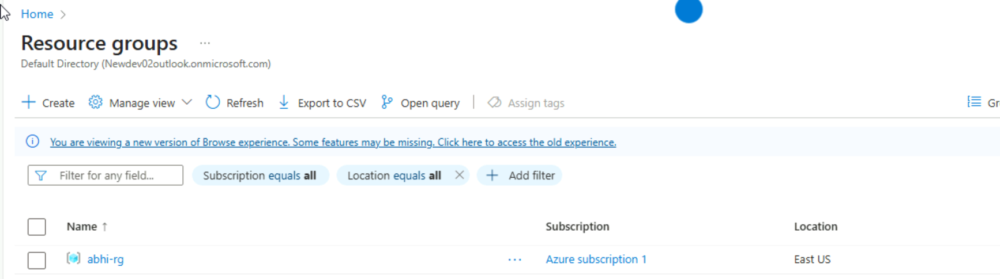 Home
Resource groups ...
Default Directory (Newdev02outlook.onmicrosoft.com)
Create Manage view Refresh Export to CSV Open query Assign tags
You are viewing a new version of Browse experience. Some features may be missing. Click here to access the old experience.
Filter for any field... Subscription equals all Location equals all Add filter
Name ↑ Subscription Location
abhi-rg ... Azure subscription 1 East US